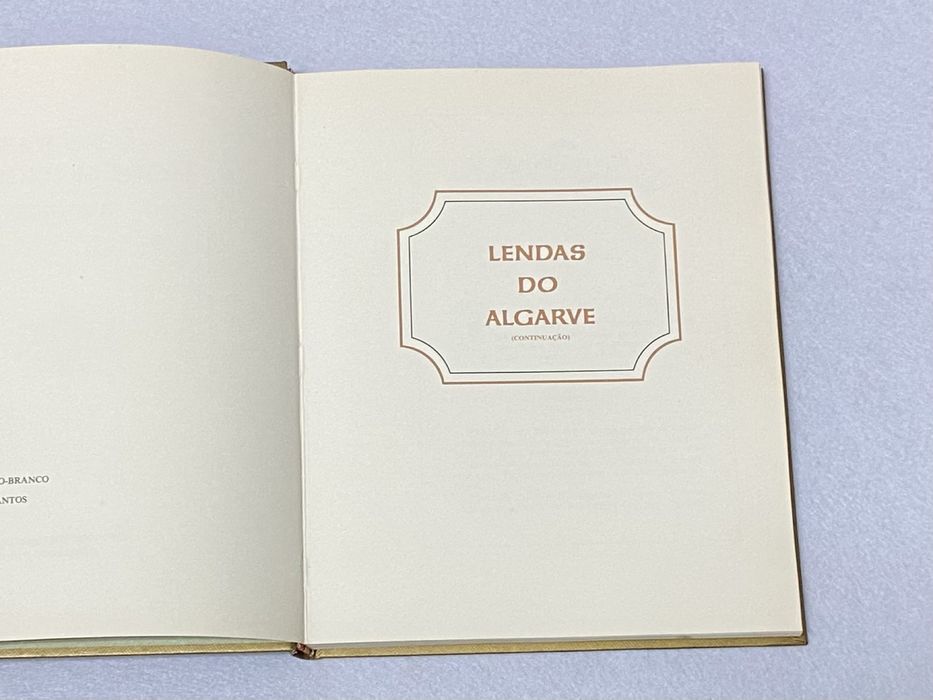 O-BRANCO
ANTOS
LENDAS
DO
ALGARVE
(CONTINUAÇÃO)